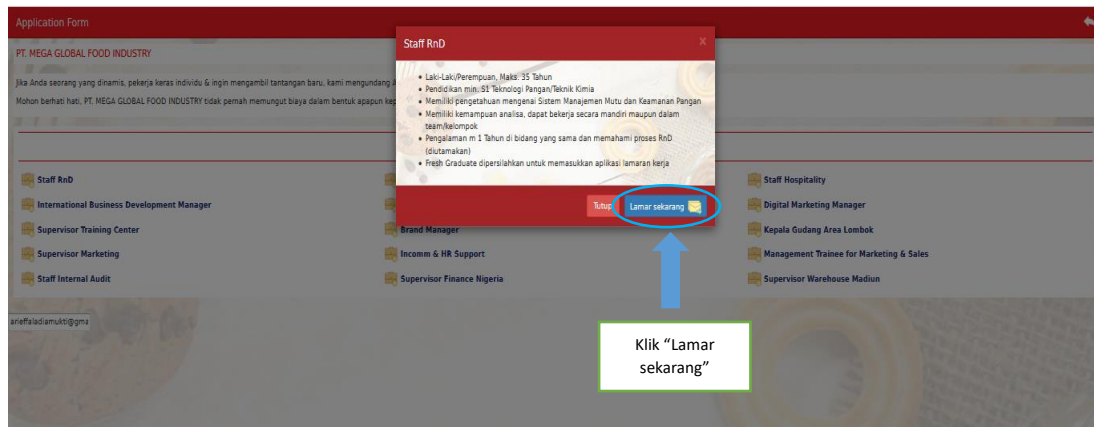 Application Form
PT. MEGA GLOBAL FOOD INDUSTRY
Jika Anda seorang yang dinamis, pekerja keras individu & ingin mengambil tantangan baru, kami mengundang
Mohon berhati hati, PT. MEGA GLOBAL FOOD INDUSTRY tidak pernah memungut biaya dalam bentuk apapun kep
Staff RnD
X
Laki-Laki/Perempuan, Maks. 35 Tahun
Pendidikan min. S1 Teknologi Pangan/Teknik Kimia
Memiliki pengetahuan mengenai Sistem Manajemen Mutu dan Keamanan Pangan
Memiliki kemampuan analisa, dapat bekerja secara mandiri maupun dalam
team/kelompok
Pengalaman m 1 Tahun di bidang yang sama dan memahami proses RnD
(diutamakan)
Fresh Graduate dipersilahkan untuk memasukkan aplikasi lamaran kerja
Tutup
Lamar sekarang
Staff RnD
Staff Hospitality
International Business Development Manager
Digital Marketing Manager
Supervisor Training Center
Brand Manager
Kepala Gudang Area Lombok
Supervisor Marketing
Incomm & HR Support
Management Trainee for Marketing & Sales
Staff Internal Audit
Supervisor Finance Nigeria
Supervisor Warehouse Madiun
arieffaladiamukti@gma
Klik “Lamar
sekarang”